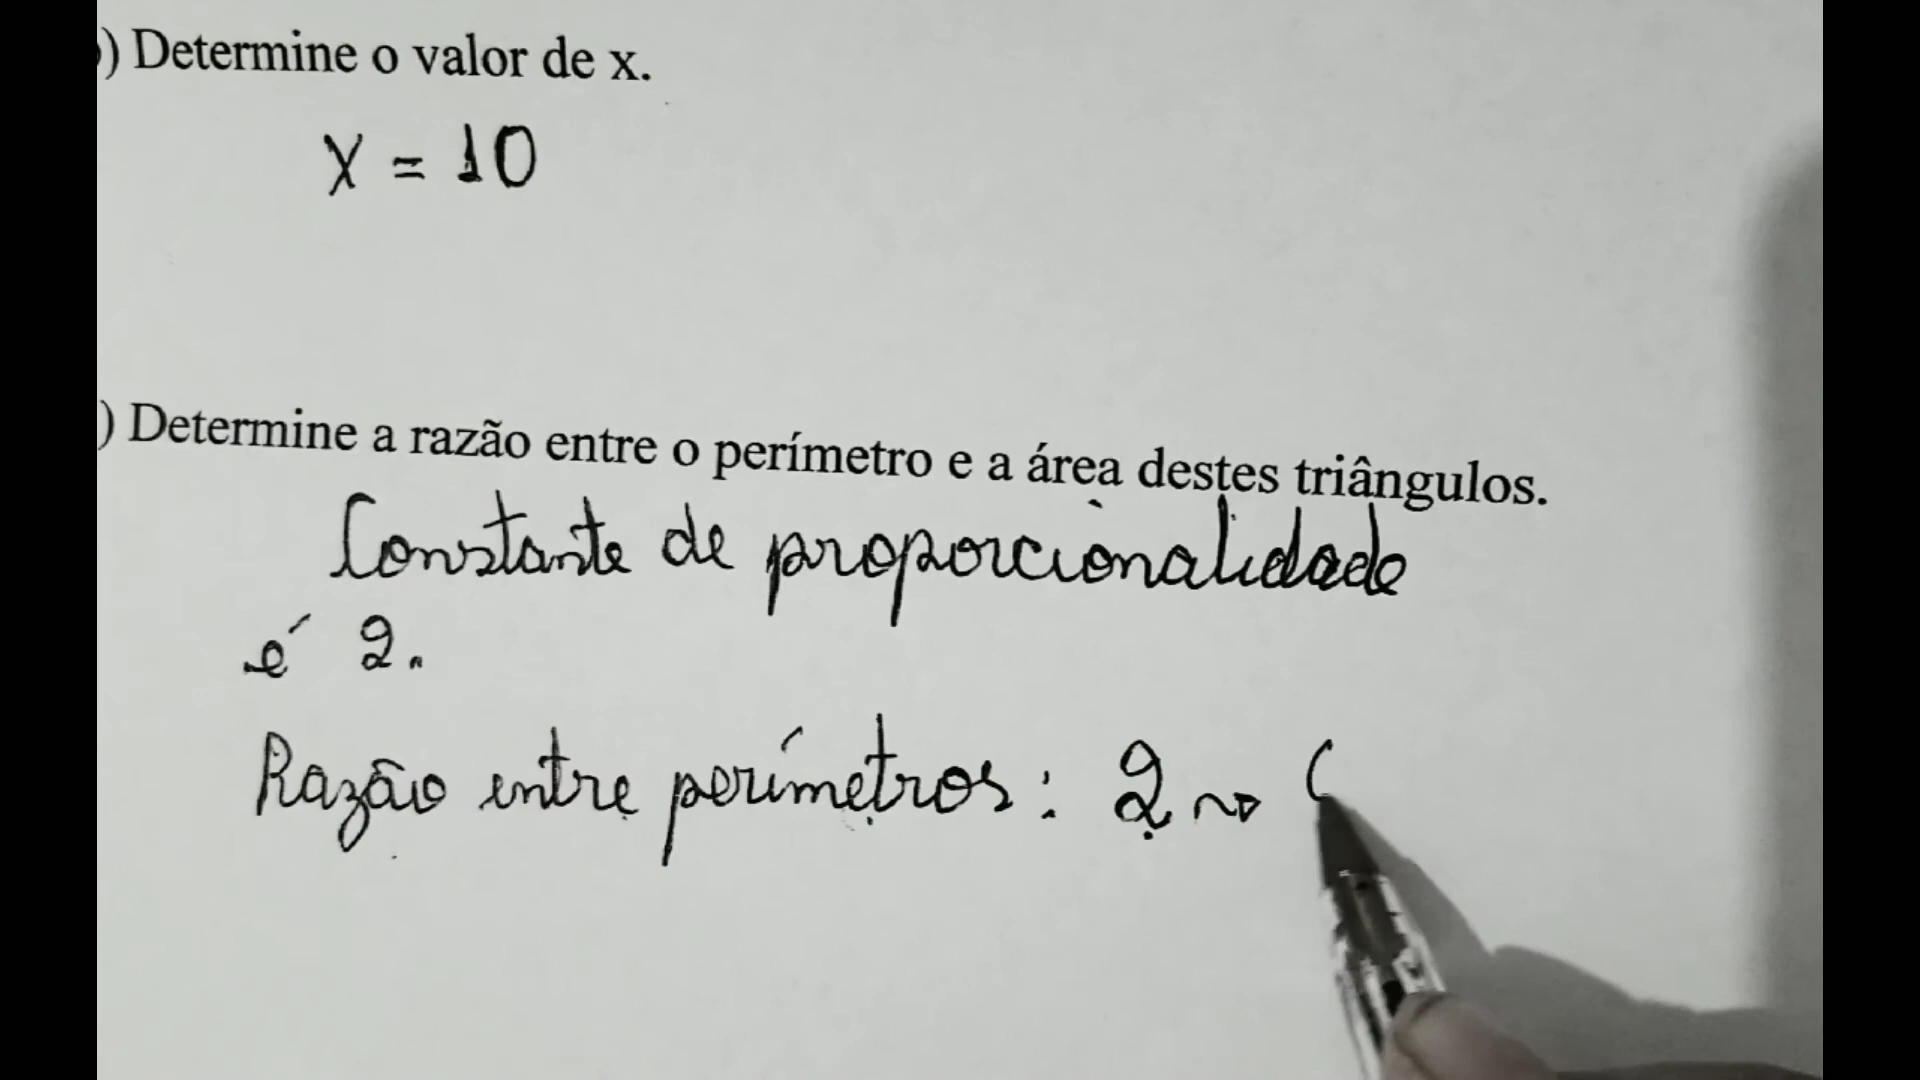 ) Determine o valor de x.
x = 10
) Determine a razão entre o perímetro e a área destes triângulos.
Constante de proporcionalidade
é 2.
Razão entre perímetros: 2 → (